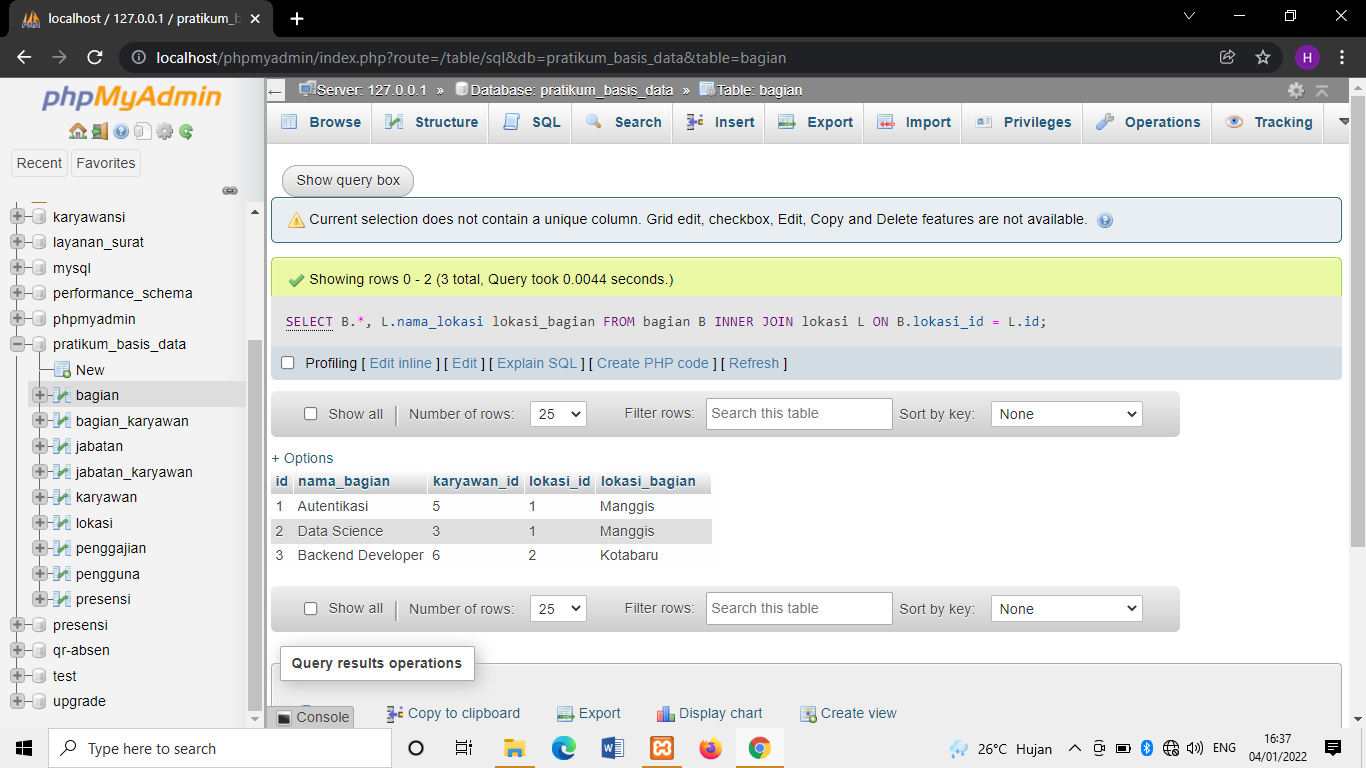 localhost / 127.0.0.1 / pratikum_b
localhost/phpmyadmin/index.php?route=/table/sql&db=pratikum_basis_data&table=bagian
H
phpMyAdmin
Recent Favorites
karyawansi
layanan_surat
mysql
performance_schema
phpmyadmin
pratikum_basis_data
New
bagian
bagian_karyawan
jabatan
jabatan_karyawan
karyawan
lokasi
penggajian
pengguna
presensi
presensi
qr-absen
test
upgrade
Server: 127.0.0.1 » Database: pratikum_basis_data » Table: bagian
Browse Structure SQL Search Insert Export Import Privileges Operations Tracking
Show query box
Current selection does not contain a unique column. Grid edit, checkbox, Edit, Copy and Delete features are not available.
Showing rows 0 - 2 (3 total, Query took 0.0044 seconds.)
SELECT B.*, L.nama_lokasi lokasi_bagian FROM bagian B INNER JOIN lokasi L ON B.lokasi_id = L.id;
Profiling [ Edit inline ] [ Edit ] [ Explain SQL ] [ Create PHP code ] [ Refresh ]
Show all | Number of rows: 25 Filter rows: Search this table Sort by key: None
+ Options
id nama_bagian karyawan_id lokasi_id lokasi_bagian
1 Autentikasi 5 1 Manggis
2 Data Science 3 1 Manggis
3 Backend Developer 6 2 Kotabaru
Show all | Number of rows: 25 Filter rows: Search this table Sort by key: None
Query results operations
Console Copy to clipboard Export Display chart Create view
Type here to search
26°C Hujan
ENG
16:37
04/01/2022